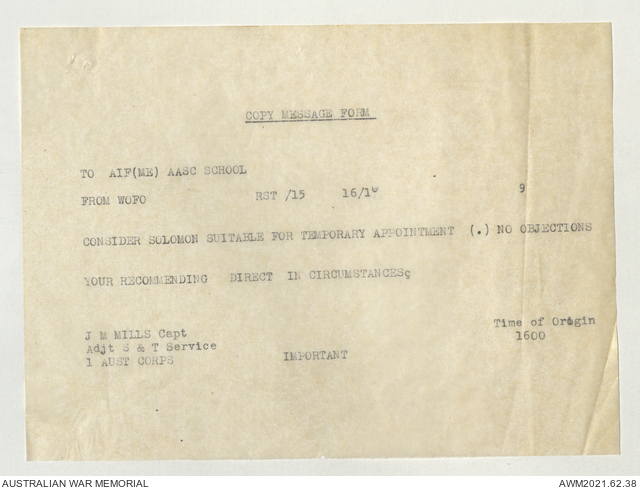 COPY MESSAGE FORM
TO AIF(ME) AASC SCHOOL
FROM WOFO RST /15 16/10 9
CONSIDER SOLOMON SUITABLE FOR TEMPORARY APPOINTMENT (.) NO OBJECTIONS
YOUR RECOMMENDING DIRECT IN CIRCUMSTANCESç
Time of Origin
1600
J M MILLS Capt
Adjt S & T Service
1 AUST CORPS IMPORTANT
AUSTRALIAN WAR MEMORIAL AWM2021.62.38